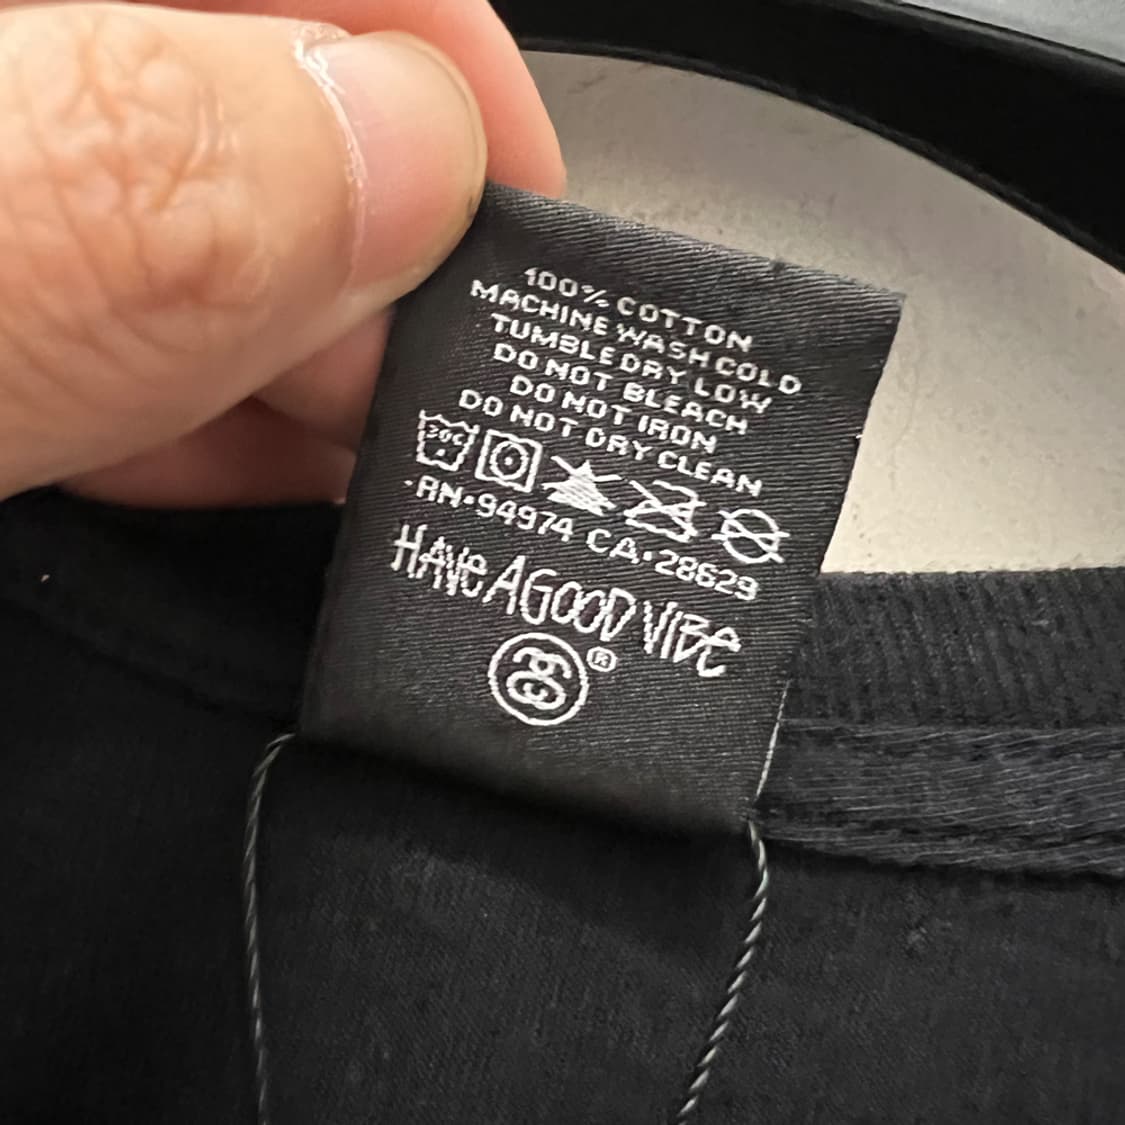 100% COTTON
MACHINE WASH COLD
TUMBLE DRY LOW
DO NOT BLEACH
DO NOT IRON
DO NOT DRY CLEAN
30C
-RN•94974 CA•28629
HAVE A GOOD VIBE
®